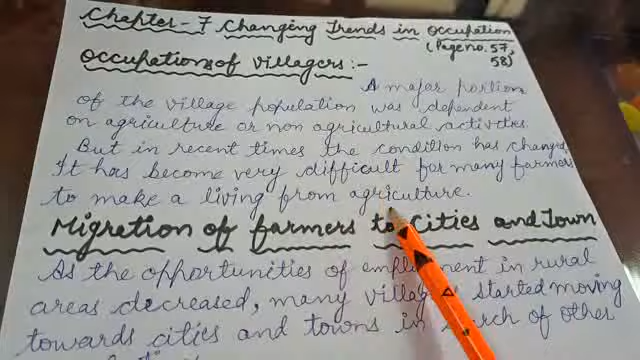 Chapter-7 Changing Trends in Occupation
(Page no. 57,
58)
Occupations of villagers:-
A major portion
of the village population was dependent
on agriculture or non agricultural activities.
But in recent times the condition has changed
It has become very difficult for many farmers
to make a living from agriculture.
Migration of farmers to Cities and Town
As the opportunities of employment in rural
areas decreased, many started moving
towards cities and towns in of other